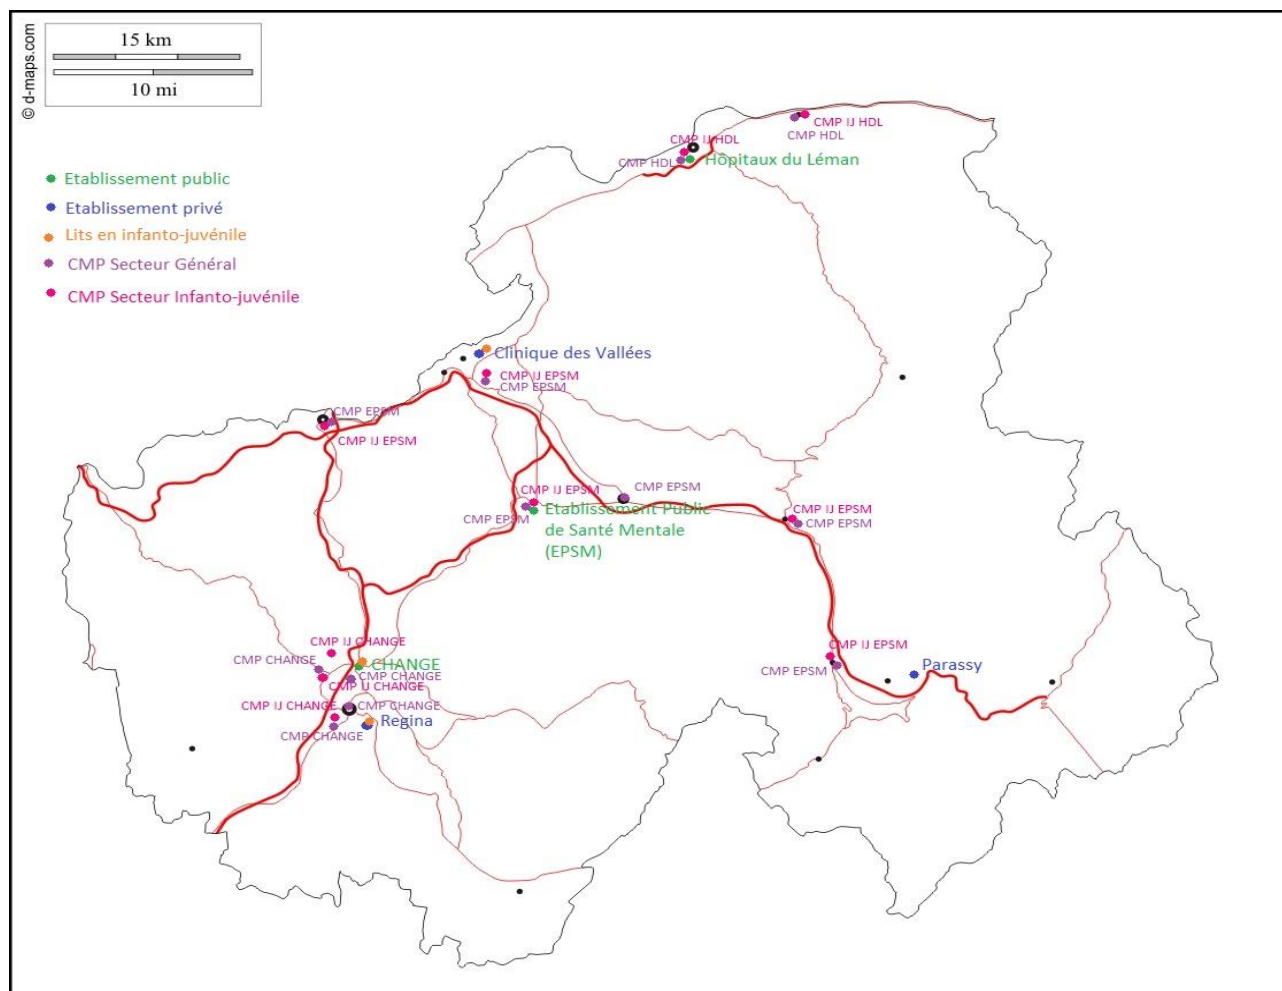 © d-maps.com
15 km
10 mi
Etablissement public
Etablissement privé
Lits en infanto-juvénile
CMP Secteur Général
CMP Secteur Infanto-juvénile
CMP IJ HDL
CMP HDL
CMP IJ HDL
CMP HDL
Hôpitaux du Léman
Clinique des Vallées
CMP IJ EPSM
CMP EPSM
CMP EPSM
CMP IJ EPSM
CMP IJ EPSM
CMP EPSM
CMP EPSM
Etablissement Public
de Santé Mentale
(EPSM)
CMP IJ EPSM
CMP EPSM
CMP IJ CHANGE
CMP CHANGE
CHANGE
CMP CHANGE
CMP IJ CHANGE
CMP IJ CHANGE
CMP CHANGE
Regina
CMP CHANGE
CMP IJ EPSM
CMP EPSM
Parassy